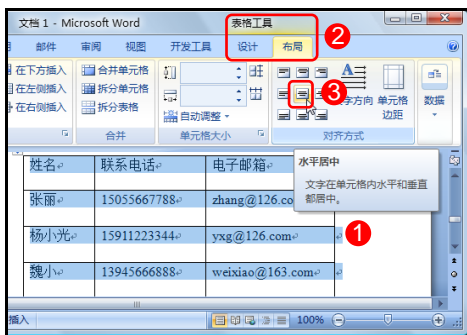 文档 1 - Microsoft Word
表格工具
邮件 审阅 视图 开发工具 设计 布局
2
在下方插入 合并单元格
在左侧插入 拆分单元格
在右侧插入 拆分表格
自动调整
文字方向 单元格边距 数据
3
合并 单元格大小 对齐方式
水平居中
文字在单元格内水平和垂直
都居中。
姓名 联系电话 电子邮箱
张丽 15055667788 zhang@126.co
杨小光 15911223344 yxg@126.com
1
魏小 13945666888 weixiao@163.com
插入 100%